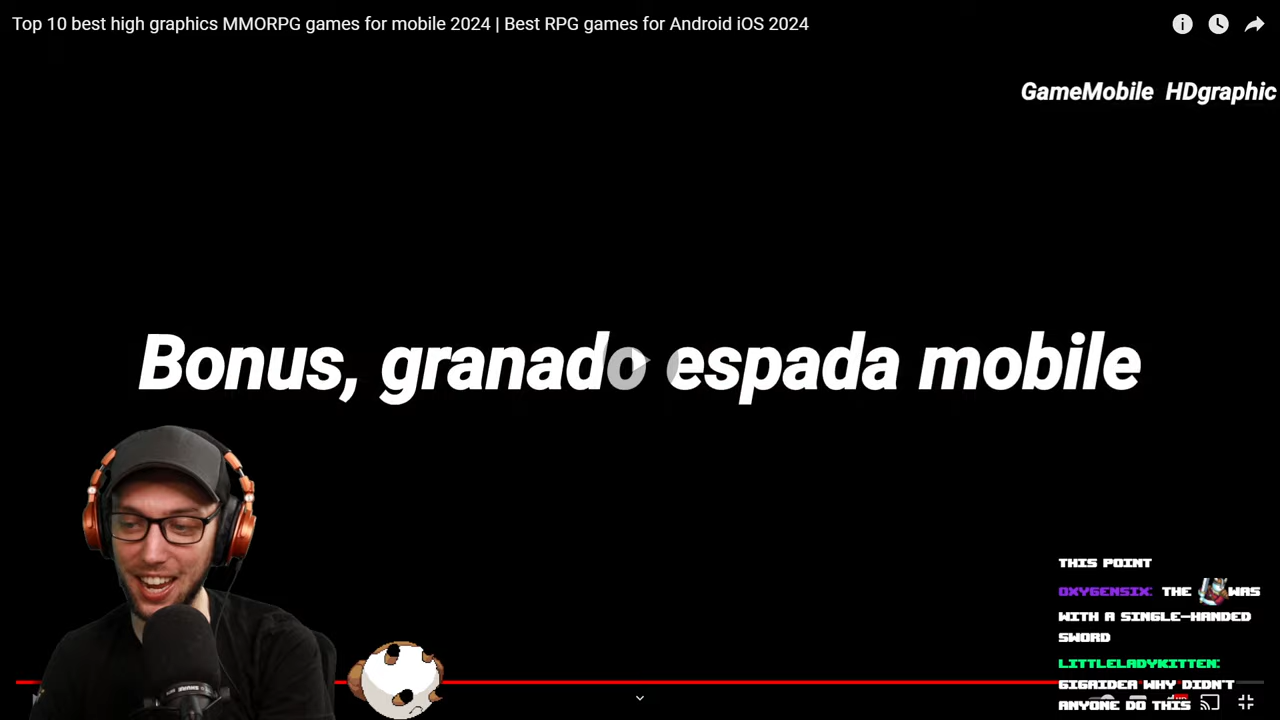 Top 10 best high graphics MMORPG games for mobile 2024 | Best RPG games for Android iOS 2024
GameMobile HDgraphic
Bonus, granado espada mobile
THIS POINT
OXYGENSIX: THE WAS
WITH A SINGLE-HANDED
SWORD
LITTLELADYKITTEN:
GIGAIDEA WHY DIDN'T
ANYONE DO THIS